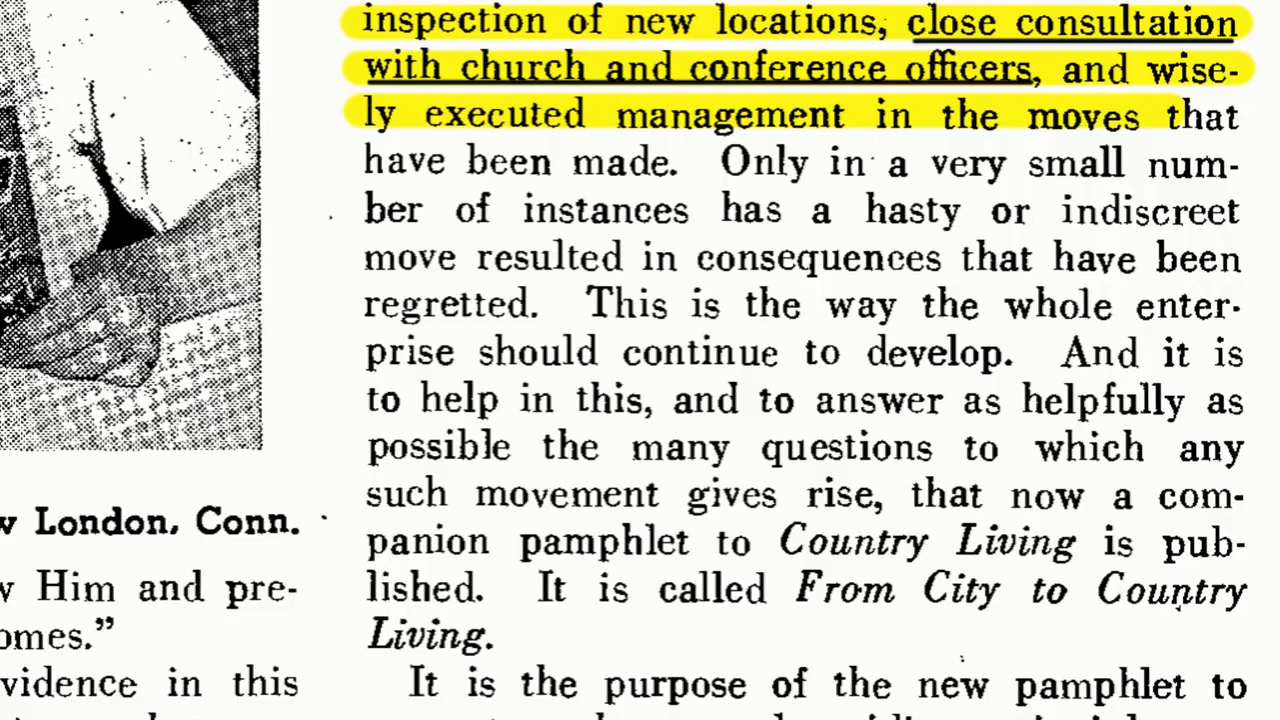 w London, Conn.
w Him and pre-
omes."
vidence in this
inspection of new locations, close consultation
with church and conference officers, and wise-
ly executed management in the moves that
have been made. Only in a very small num-
ber of instances has a hasty or indiscreet
move resulted in consequences that have been
regretted. This is the way the whole enter-
prise should continue to develop. And it is
to help in this, and to answer as helpfully as
possible the many questions to which any
such movement gives rise, that now a com-
panion pamphlet to Country Living is pub-
lished. It is called From City to Country
Living.
It is the purpose of the new pamphlet to